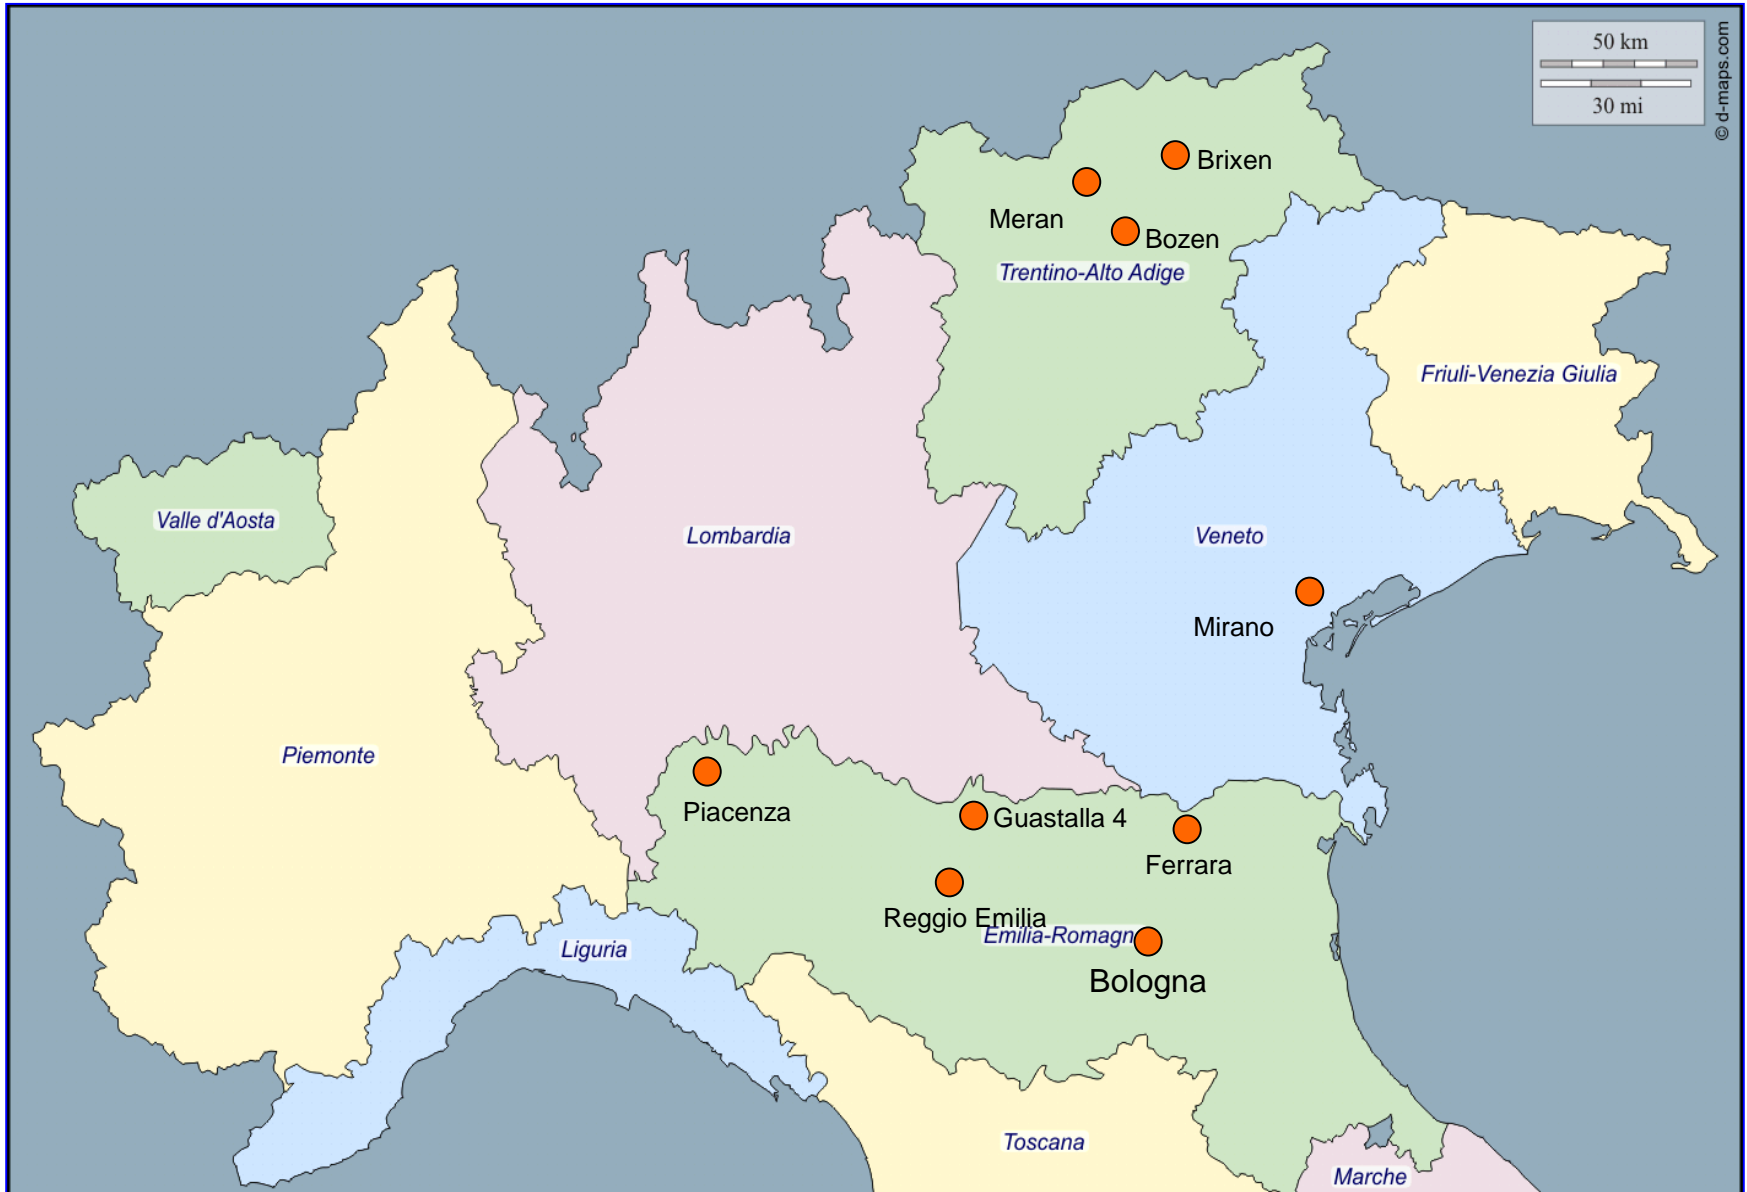 50 km
30 mi
© d-maps.com
Brixen
Meran
Bozen
Trentino-Alto Adige
Friuli-Venezia Giulia
Valle d'Aosta
Lombardia
Veneto
Mirano
Piemonte
Piacenza
Guastalla 4
Ferrara
Reggio Emilia
Emilia-Romagn
Liguria
Bologna
Toscana
Marche